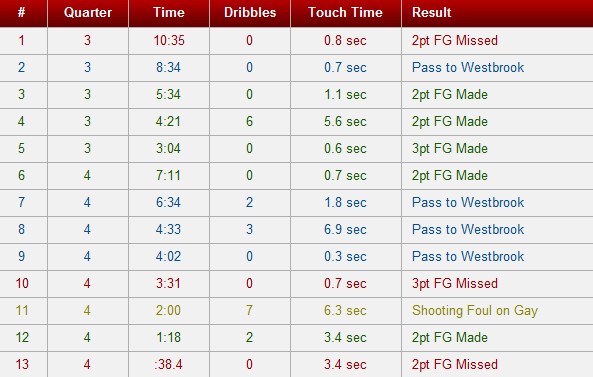 # Quarter Time Dribbles Touch Time Result
1 3 10:35 0 0.8 sec 2pt FG Missed
2 3 8:34 0 0.7 sec Pass to Westbrook
3 3 5:34 0 1.1 sec 2pt FG Made
4 3 4:21 6 5.6 sec 2pt FG Made
5 3 3:04 0 0.6 sec 3pt FG Made
6 4 7:11 0 0.7 sec 2pt FG Made
7 4 6:34 2 1.8 sec Pass to Westbrook
8 4 4:33 3 6.9 sec Pass to Westbrook
9 4 4:02 0 0.3 sec Pass to Westbrook
10 4 3:31 0 0.7 sec 3pt FG Missed
11 4 2:00 7 6.3 sec Shooting Foul on Gay
12 4 1:18 2 3.4 sec 2pt FG Made
13 4 :38.4 0 3.4 sec 2pt FG Missed